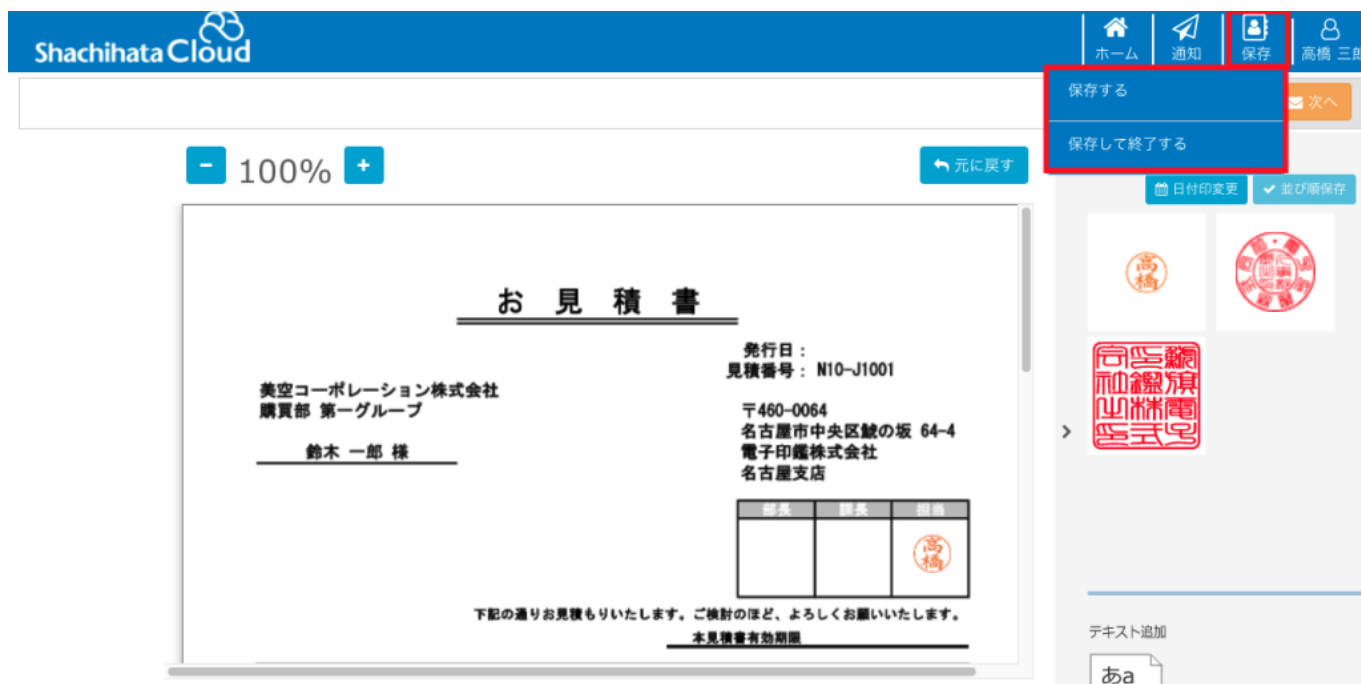 Shachihata Cloud
ホーム
通知
保存
高橋 三郎
保存する
次へ
保存して終了する
- 100% +
元に戻す
日付印変更
並び順保存
お見積書
発行日：
見積番号： N10-J1001
美空コーポレーション株式会社
購買部 第一グループ
鈴木 一郎 様
〒460-0064
名古屋市中央区鯱の坂 64-4
電子印鑑株式会社
名古屋支店
部長 課長 担当
高橋
下記の通りお見積もりいたします。ご検討のほど、よろしくお願いいたします。
本見積書有効期限
高橋
テキスト追加
あa